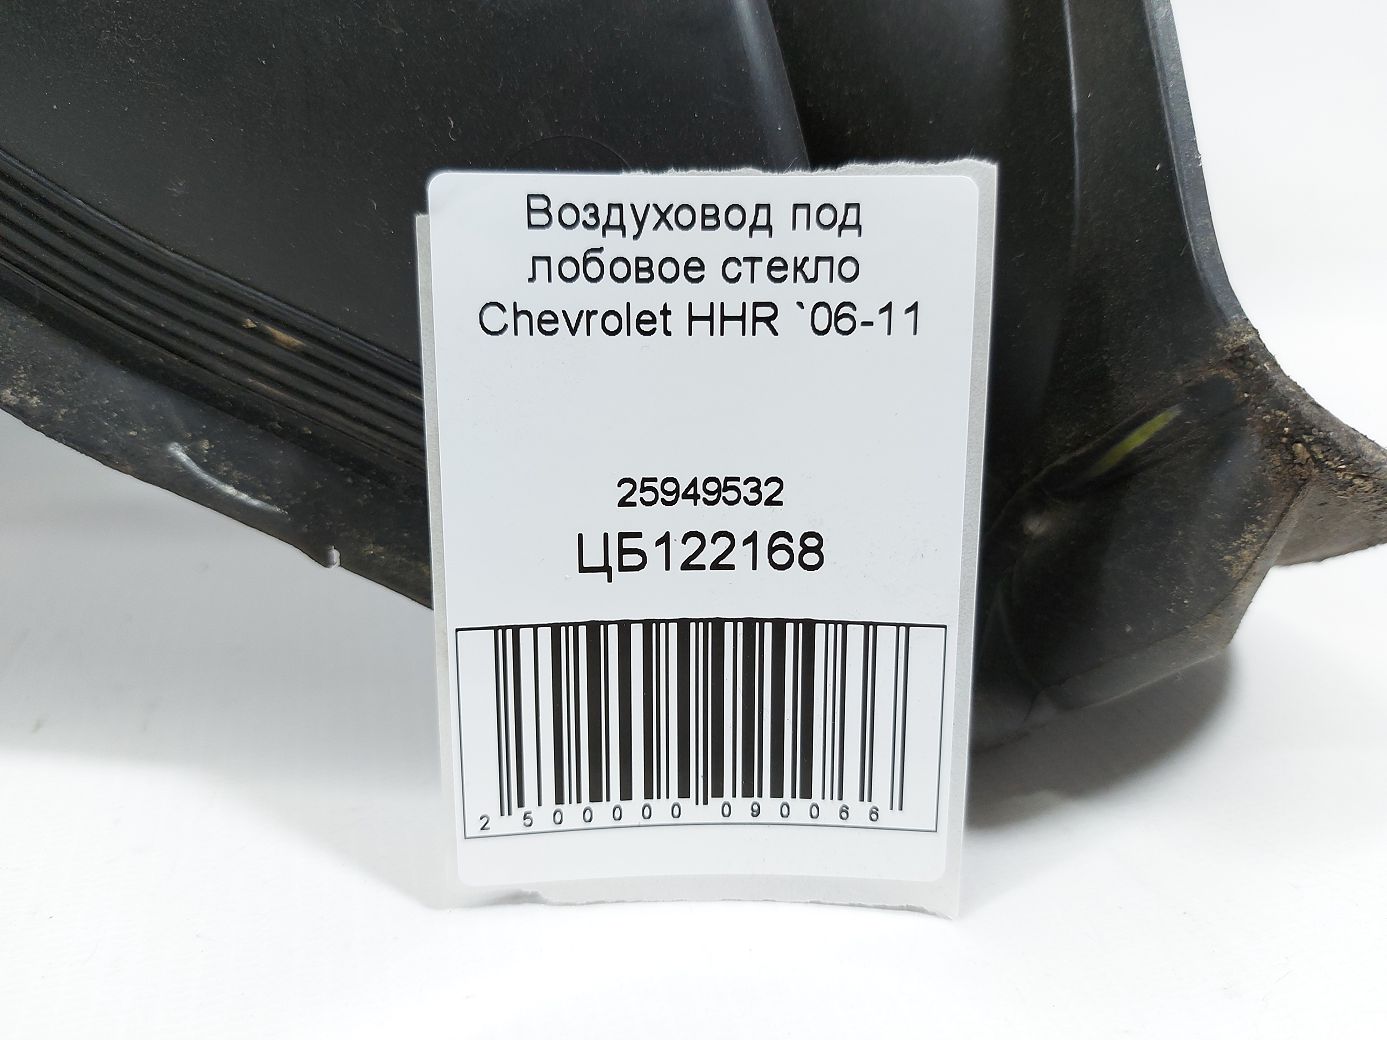 Воздуховод под
лобовое стекло
Chevrolet HHR `06-11
25949532
ЦБ122168
2 500000 090066